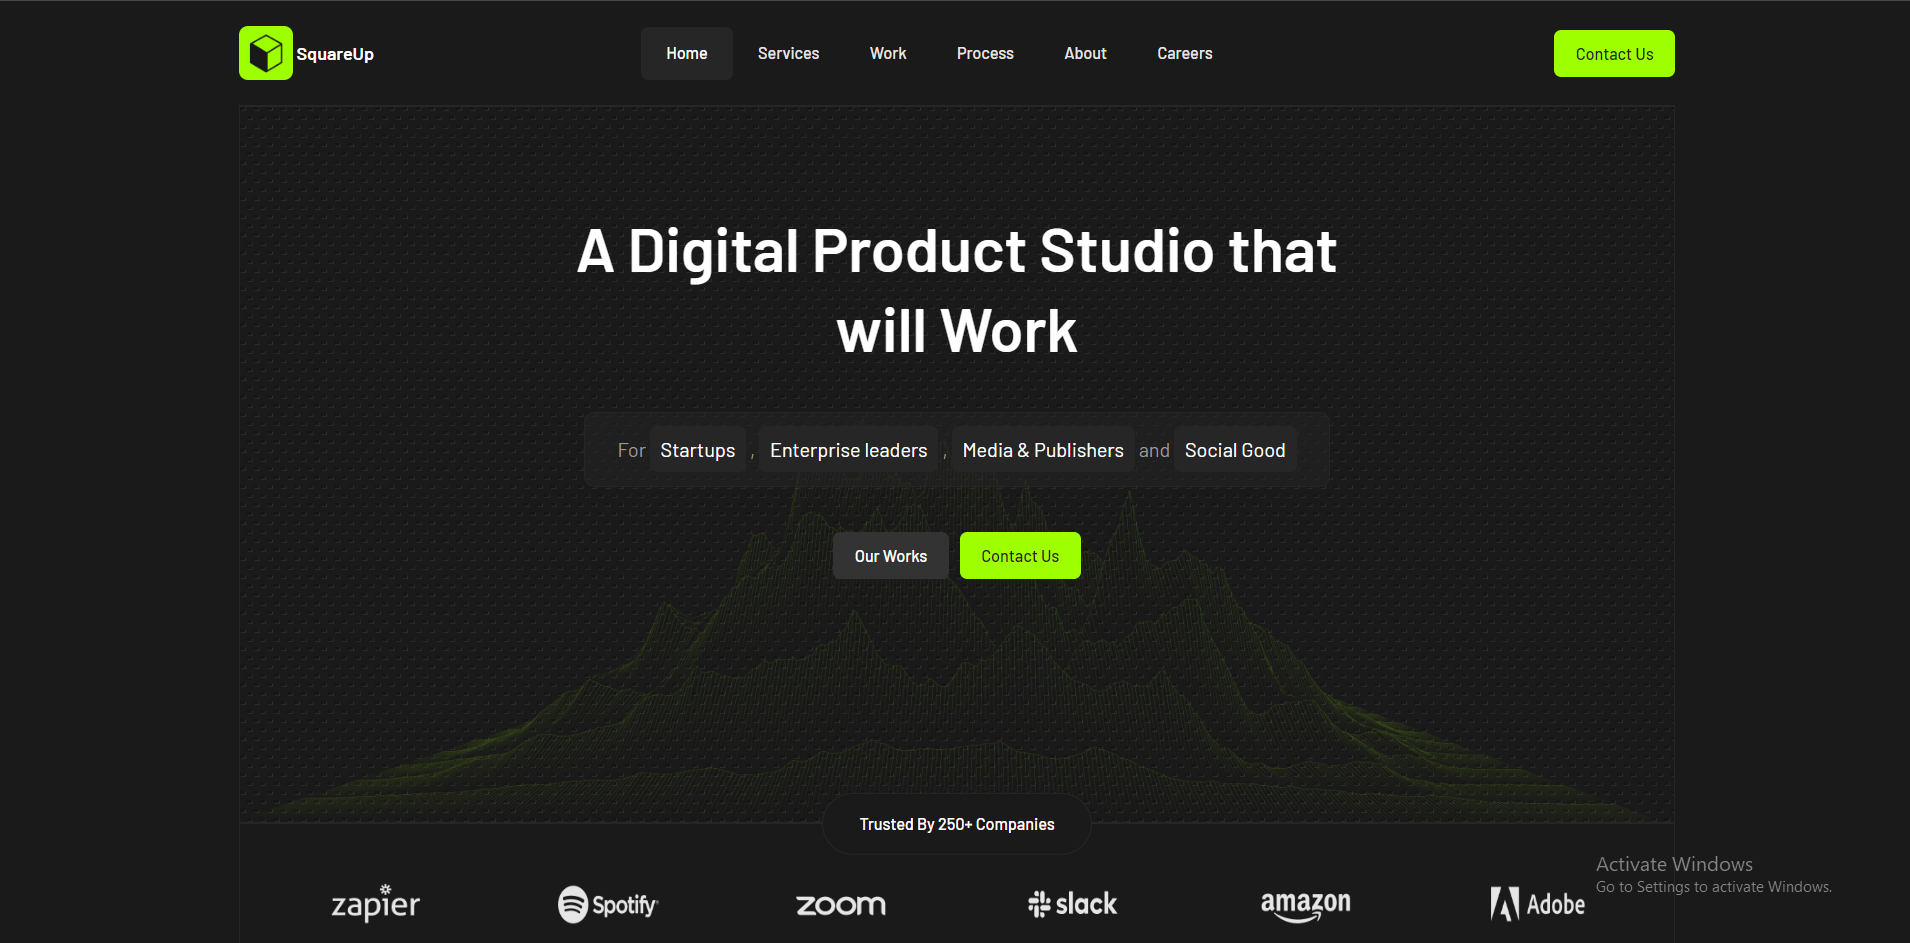 SquareUp
Home Services Work Process About Careers
Contact Us
A Digital Product Studio that
will Work
For Startups , Enterprise leaders , Media & Publishers and Social Good
Our Works Contact Us
Trusted By 250+ Companies
Activate Windows
Go to Settings to activate Windows.
zapier Spotify zoom slack amazon Adobe